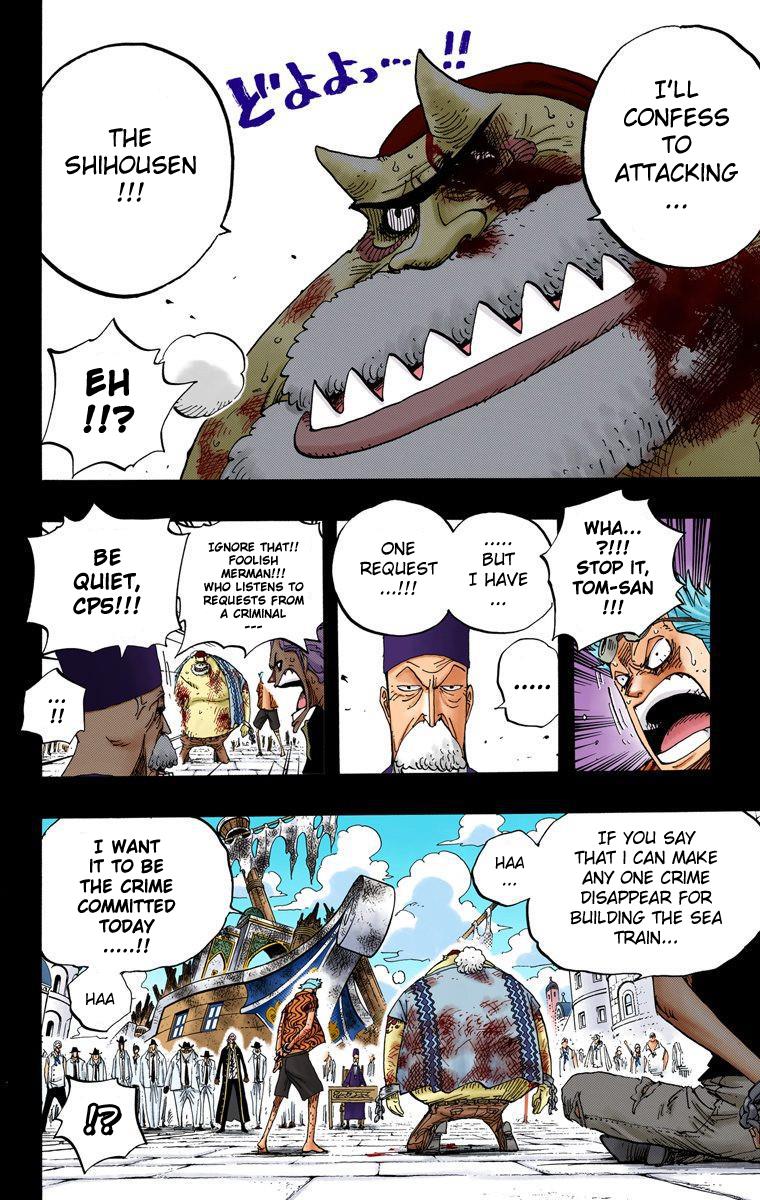 I'LL
CONFESS
TO
ATTACKING
...
どよよっ...!!
THE
SHIHOUSEN
!!!
EH
!!?
WHA...
?!!!
STOP IT,
TOM-SAN
!!!
.....
BUT
I HAVE
...
ONE
REQUEST
...!!!
......
IGNORE THAT!!
FOOLISH
MERMAN!!!
WHO LISTENS TO
REQUESTS FROM
A CRIMINAL
---
BE
QUIET,
CP5!!!
...
!!
IF YOU SAY
THAT I CAN MAKE
ANY ONE CRIME
DISAPPEAR FOR
BUILDING THE SEA
TRAIN...
HAA
...
I WANT
IT TO BE
THE CRIME
COMMITTED
TODAY
.....!!
HAA
!?